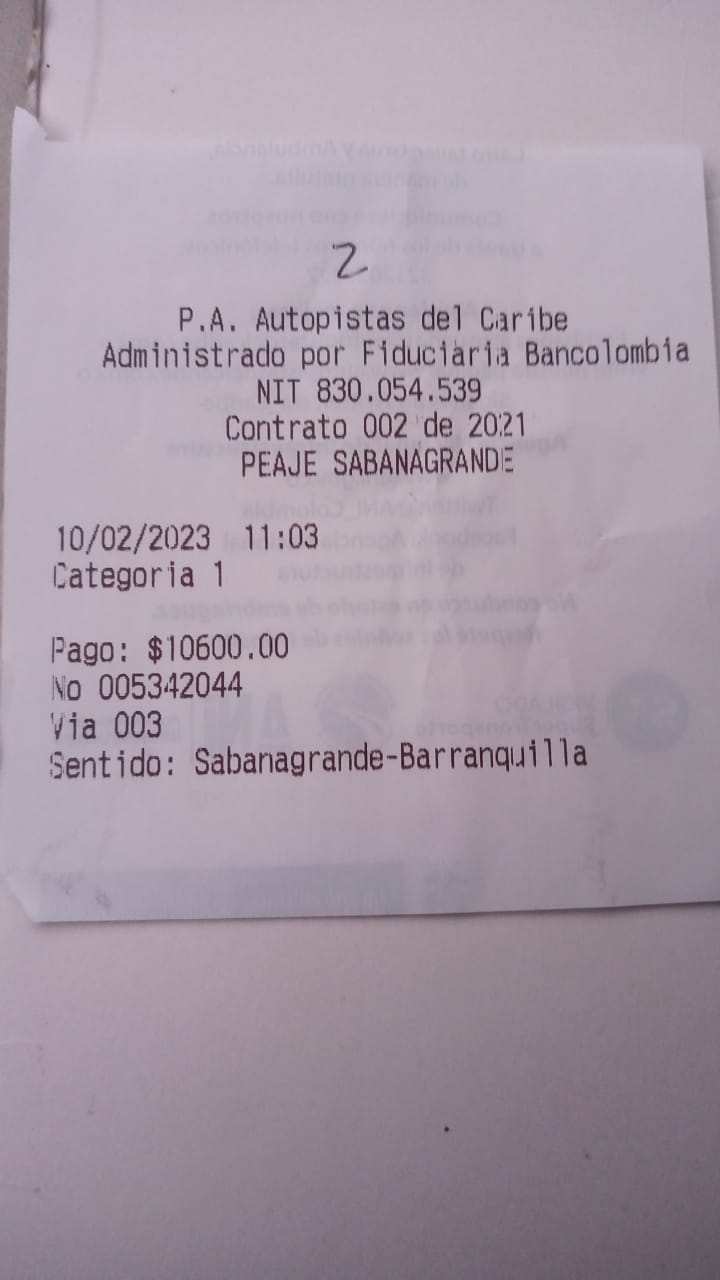 2
P.A. Autopistas del Caribe
Administrado por Fiduciaria Bancolombia
NIT 830.054.539
Contrato 002 de 2021
PEAJE SABANAGRANDE
10/02/2023 11:03
Categoria 1
Pago: $10600.00
No 005342044
Via 003
Sentido: Sabanagrande-Barranquilla